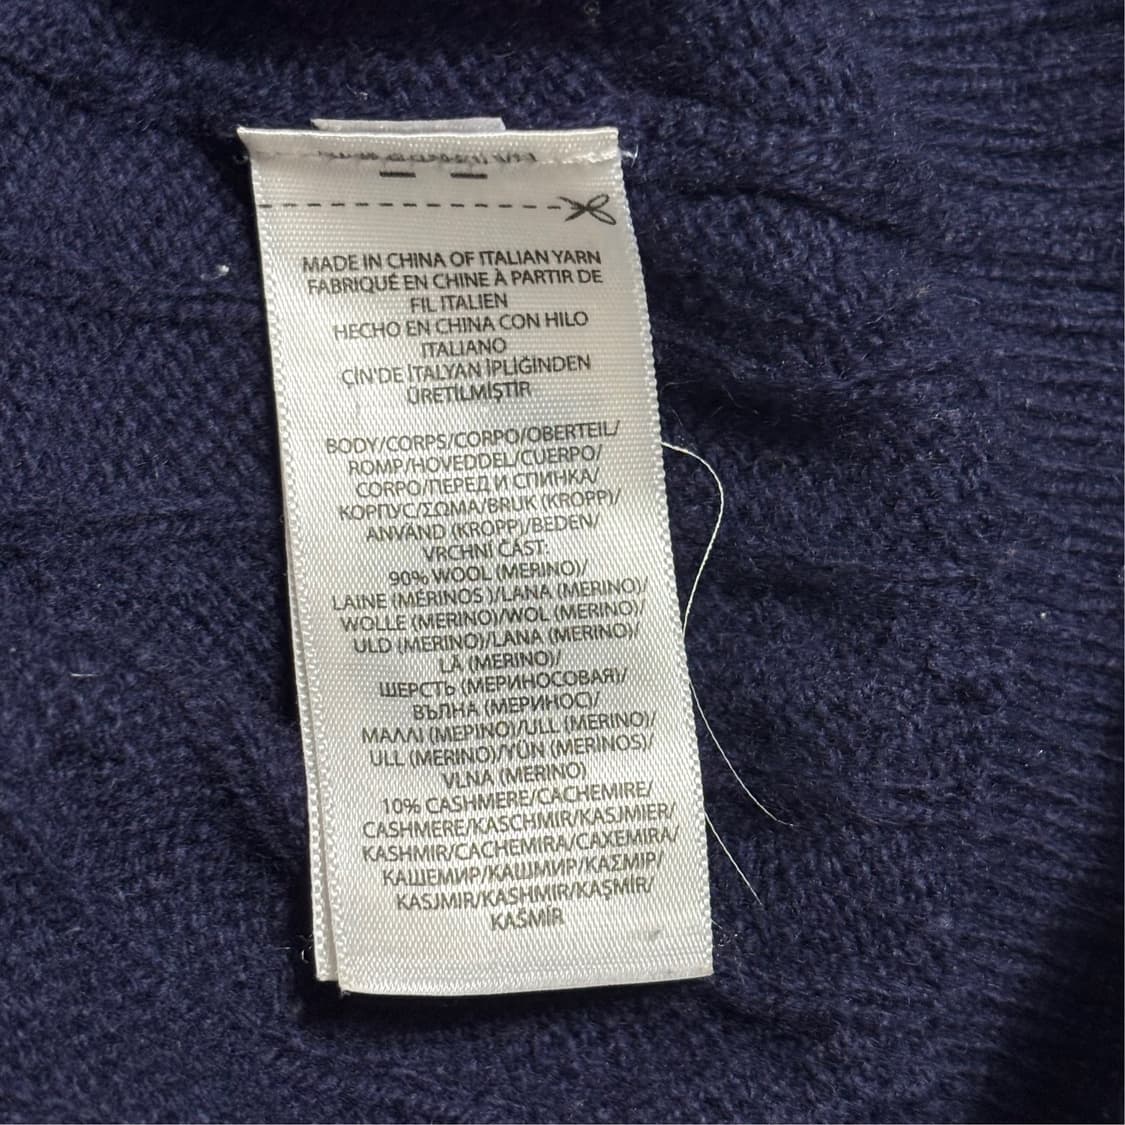 MADE IN CHINA OF ITALIAN YARN
FABRIQUÉ EN CHINE À PARTIR DE
FIL ITALIEN
HECHO EN CHINA CON HILO
ITALIANO
ÇİN'DE İTALYAN İPLİĞİNDEN
ÜRETİLMİŞTİR
BODY/CORPS/CORPO/OBERTEIL/
ROMP/HOVEDDEL/CUERPO/
CORPO/ПЕРЕД И СПИНКА/
КОРПУС/ΣΩΜΑ/BRUK (KROPP)/
ANVÄND (KROPP)/BEDEN/
VRCHNÍ ČÁST:
90% WOOL (MERINO)/
LAINE (MÉRINOS )/LANA (MERINO)/
WOLLE (MERINO)/WOL (MERINO)/
ULD (MERINO)/LANA (MERINO)/
LÃ (MERINO)/
ШЕРСТЬ (МЕРИНОСОВАЯ)/
ВЪЛНА (МЕРИНОС)/
ΜΑΛΛΙ (ΜΕΡΙΝΟ)/ULL (MERINO)/
ULL (MERINO)/YÜN (MERINOS)/
VLNA (MERINO)
10% CASHMERE/CACHEMIRE/
CASHMERE/KASCHMIR/KASJMIER/
KASHMIR/CACHEMIRA/CAXEMIRA/
КАШЕМИР/КАШМИР/ΚΑΣΜΙΡ/
KASJMIR/KASHMIR/KAŞMİR/
KAŠMÍR